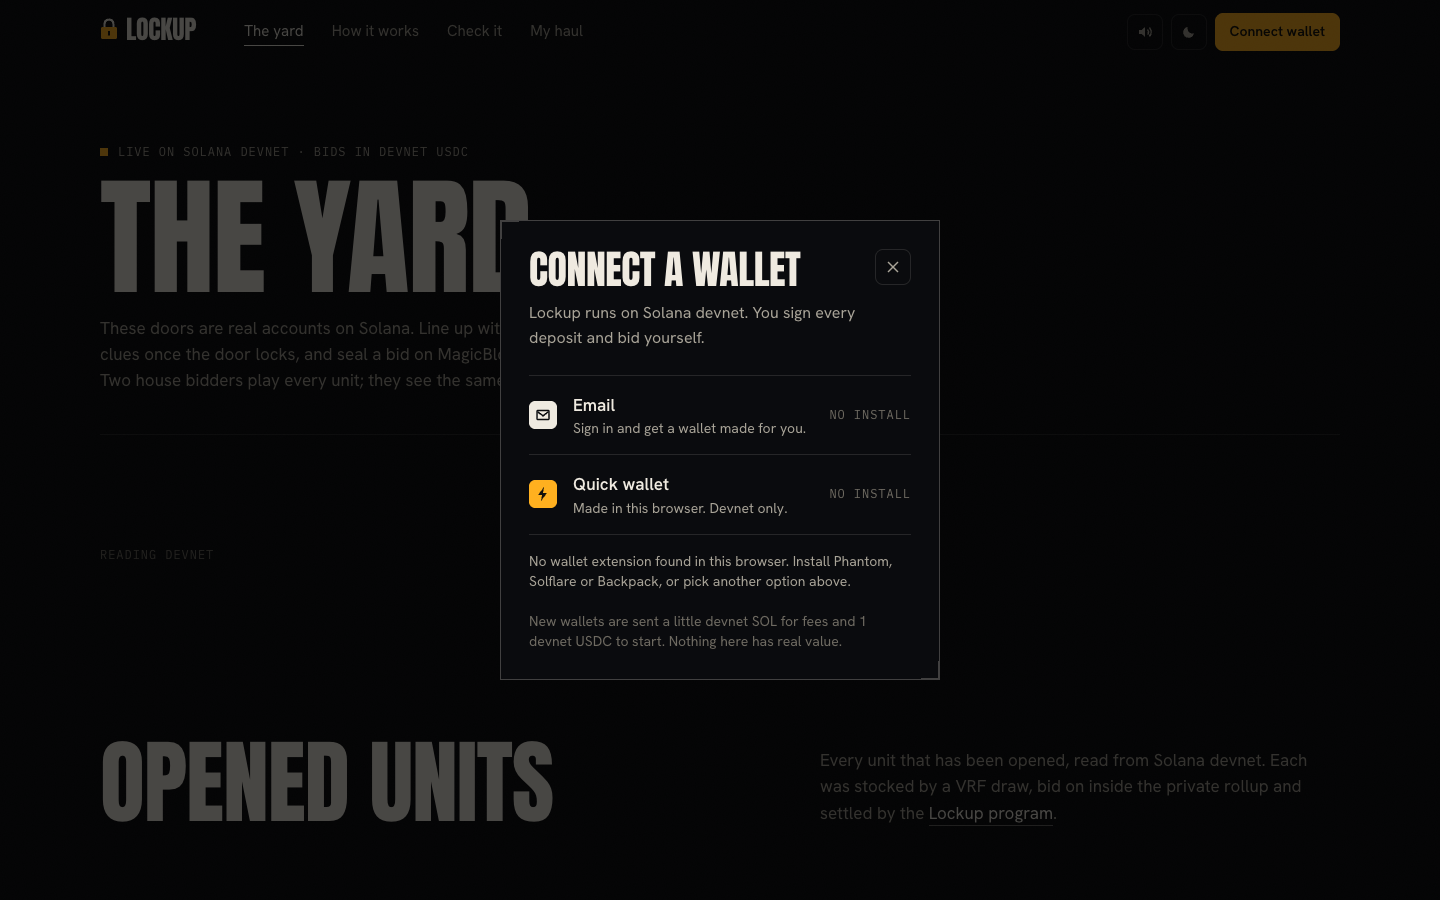 LOCKUP
The yard
How it works
Check it
My haul
Connect wallet
LIVE ON SOLANA DEVNET · BIDS IN DEVNET USDC
THE YARD
These doors are real accounts on Solana. Line up
clues once the door locks, and seal a bid on
Two house bidders play every unit; they see the same
CONNECT A WALLET
Lockup runs on Solana devnet. You sign every
deposit and bid yourself.
Email
Sign in and get a wallet made for you.
NO INSTALL
Quick wallet
Made in this browser. Devnet only.
NO INSTALL
No wallet extension found in this browser. Install Phantom,
Solflare or Backpack, or pick another option above.
New wallets are sent a little devnet SOL for fees and 1
devnet USDC to start. Nothing here has real value.
READING DEVNET
OPENED UNITS
Every unit that has been opened, read from Solana devnet. Each
was stocked by a VRF draw, bid on inside the private rollup and
settled by the Lockup program.